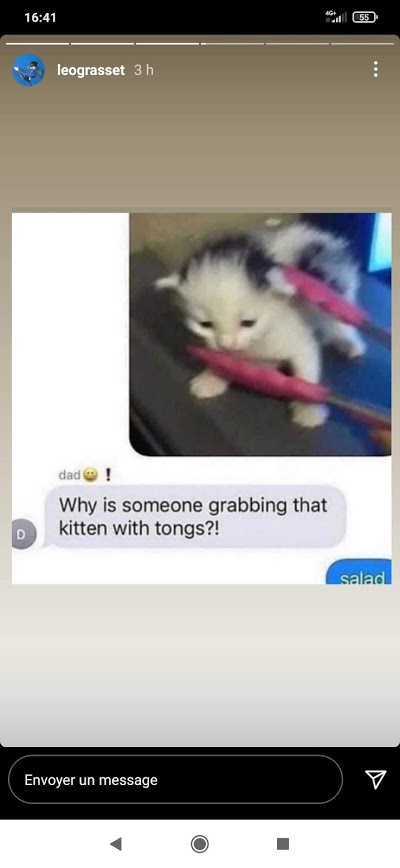 16:41
4G+
55
leograsset 3 h
dad😀❗
Why is someone grabbing that
kitten with tongs?!
D
salad
Envoyer un message